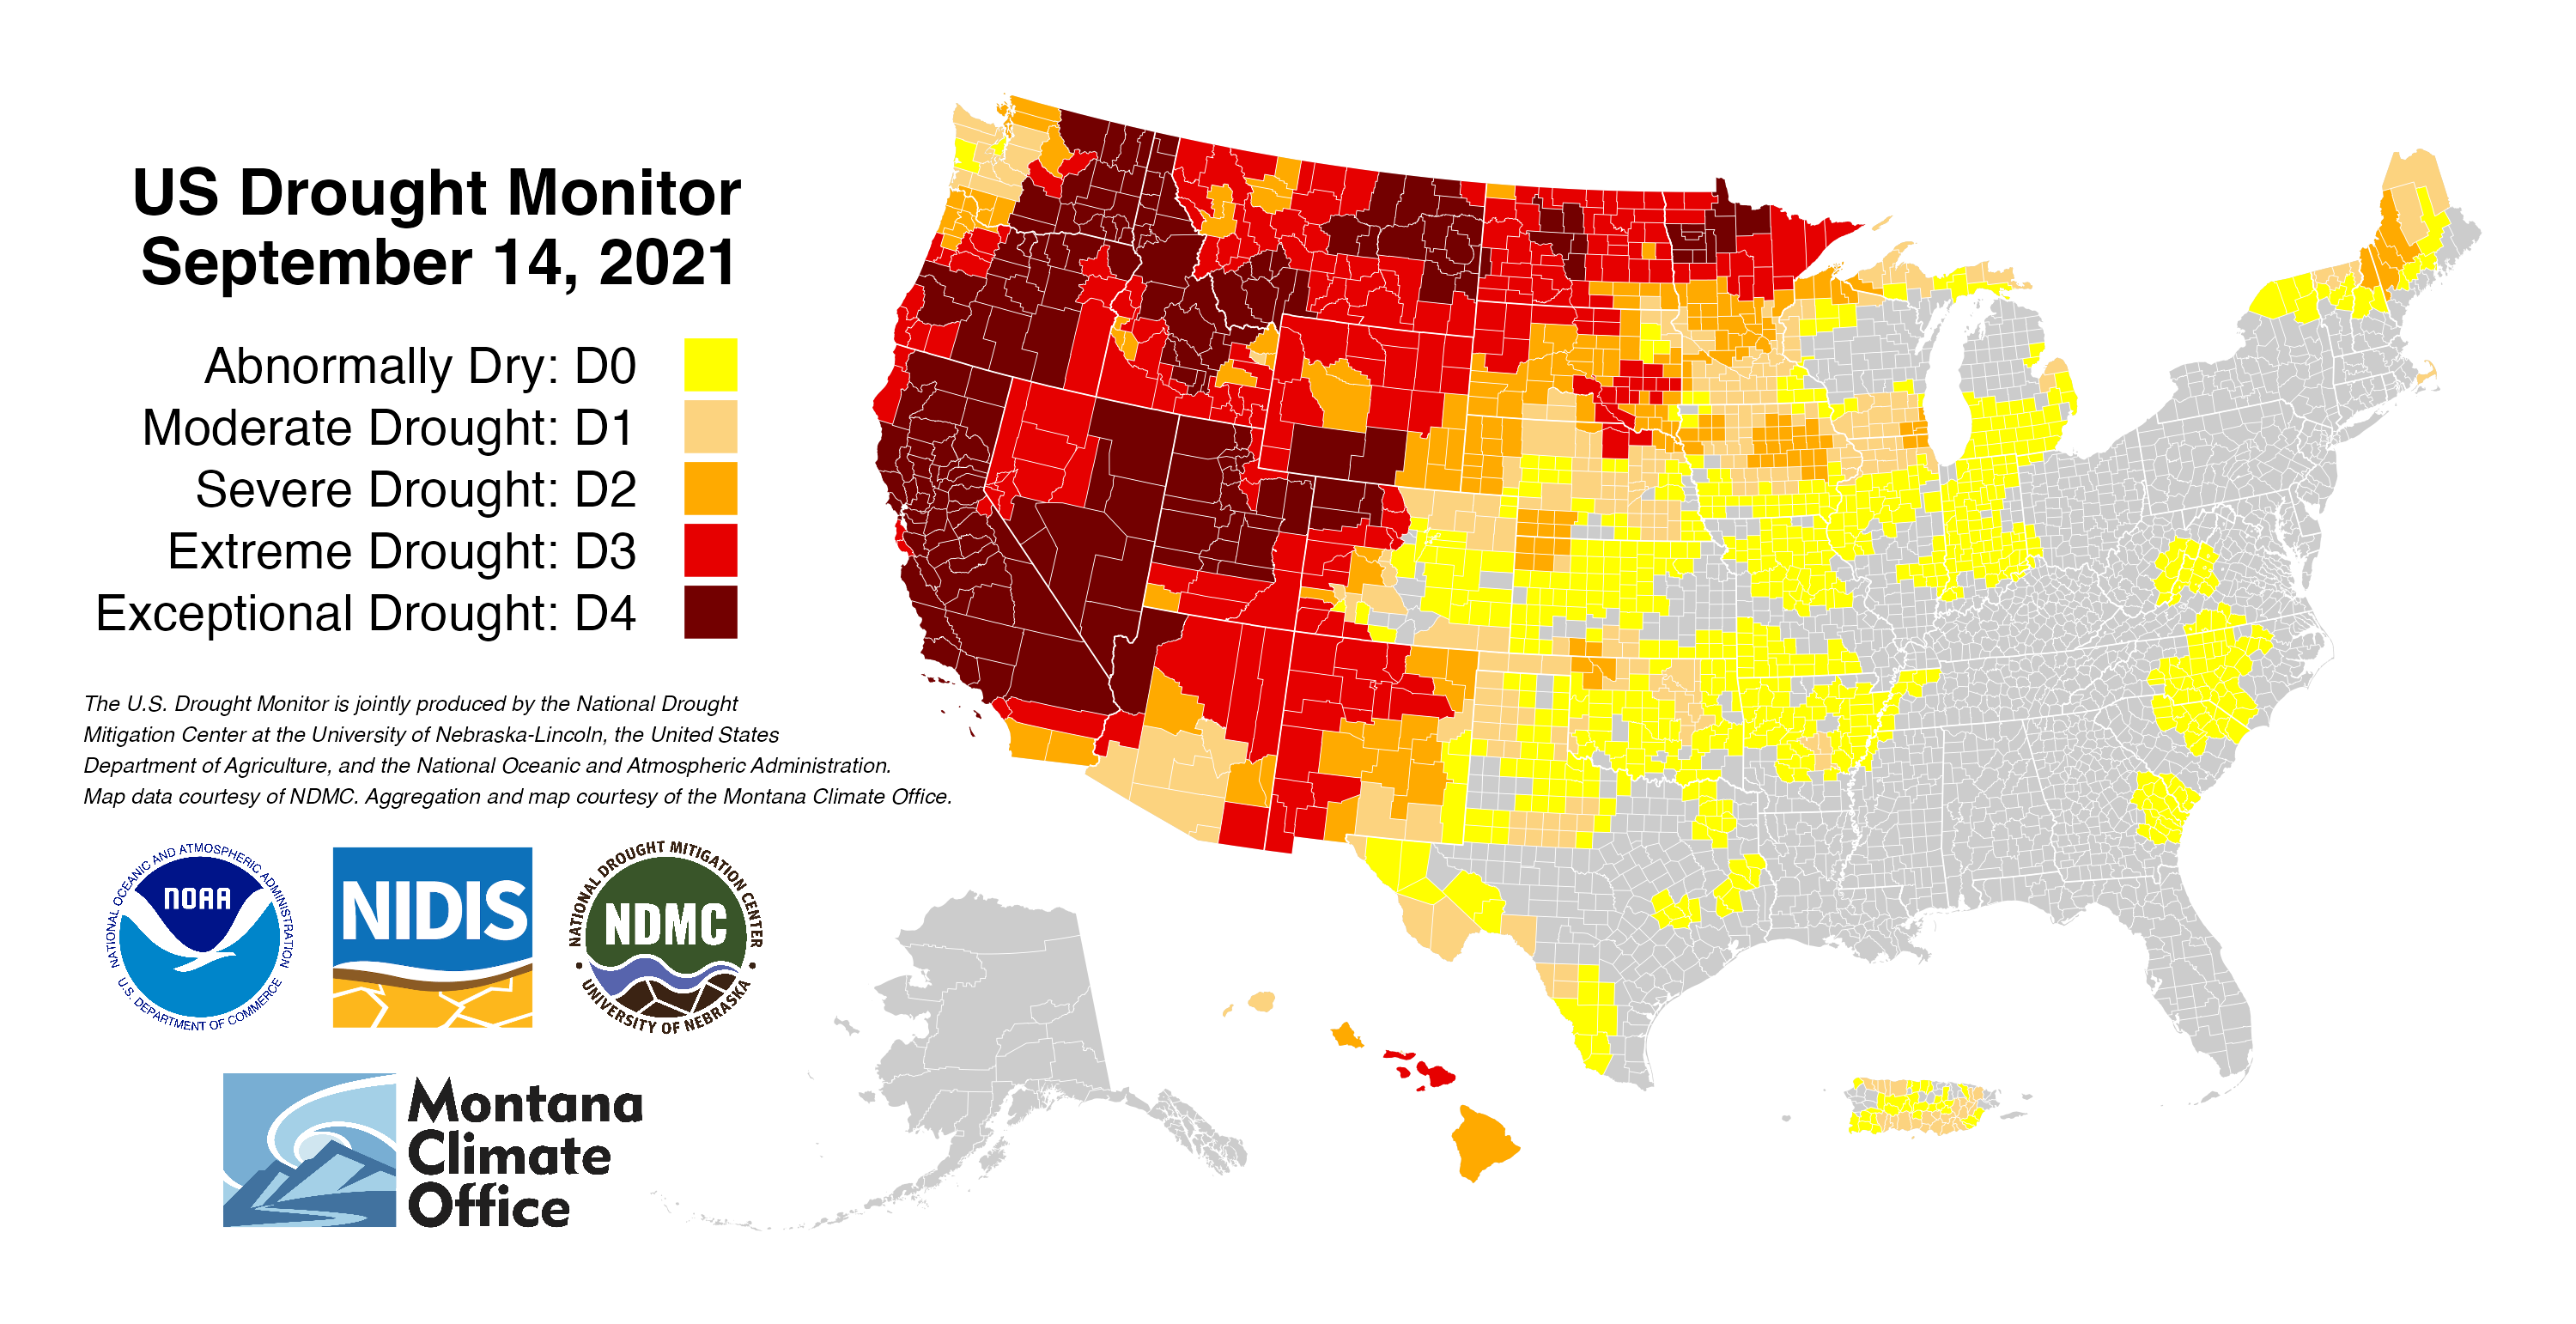 US Drought Monitor
September 14, 2021
Abnormally Dry: D0
Moderate Drought: D1
Severe Drought: D2
Extreme Drought: D3
Exceptional Drought: D4
The U.S. Drought Monitor is jointly produced by the National Drought
Mitigation Center at the University of Nebraska-Lincoln, the United States
Department of Agriculture, and the National Oceanic and Atmospheric Administration.
Map data courtesy of NDMC. Aggregation and map courtesy of the Montana Climate Office.
NATIONAL OCEANIC AND ATMOSPHERIC ADMINISTRATION
NOAA
U.S. DEPARTMENT OF COMMERCE
NIDIS
NATIONAL DROUGHT MITIGATION CENTER
NDMC
• UNIVERSITY OF NEBRASKA •
Montana
Climate
Office